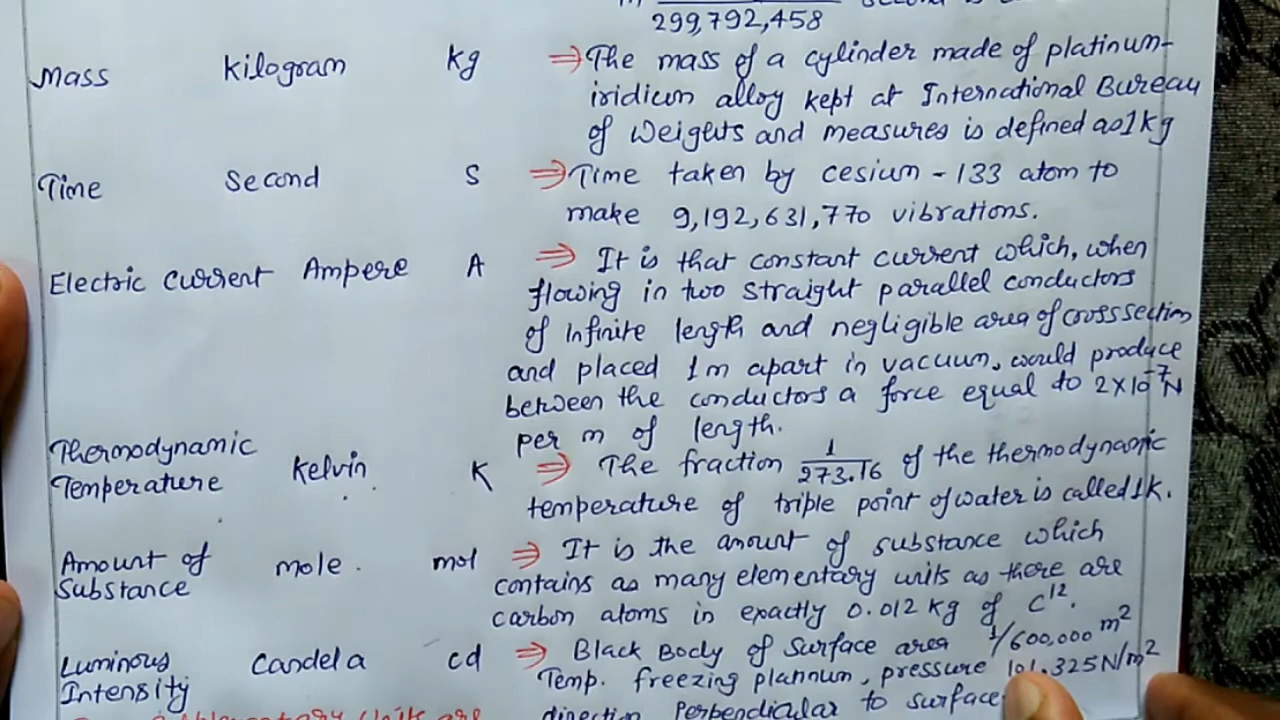 299,792,458
Mass kilogram kg ⇒ The mass of a cylinder made of platinum-
iridium alloy kept at International Bureau
of Weights and measures is defined as 1kg
Time Second S ⇒ Time taken by cesium - 133 atom to
make 9,192,631,770 vibrations.
Electric Current Ampere A ⇒ It is that constant current which, when
flowing in two straight parallel conductors
of infinite length and negligible area of cross section
and placed 1m apart in vacuum, would produce
between the conductors a force equal to 2×10⁻⁷N
per m of length.
Thermodynamic
Temperature Kelvin K ⇒ The fraction 1/273.16 of the thermodynamic
temperature of triple point of water is called 1K.
Amount of
Substance mole. mol ⇒ It is the amount of substance which
contains as many elementary units as there are
carbon atoms in exactly 0.012 kg of C¹².
Luminous
Intensity Candela cd ⇒ Black Body of Surface area 1/600,000 m²
Temp. freezing plannum, pressure 101.325N/m²
direction Perpendicular to surface
units are